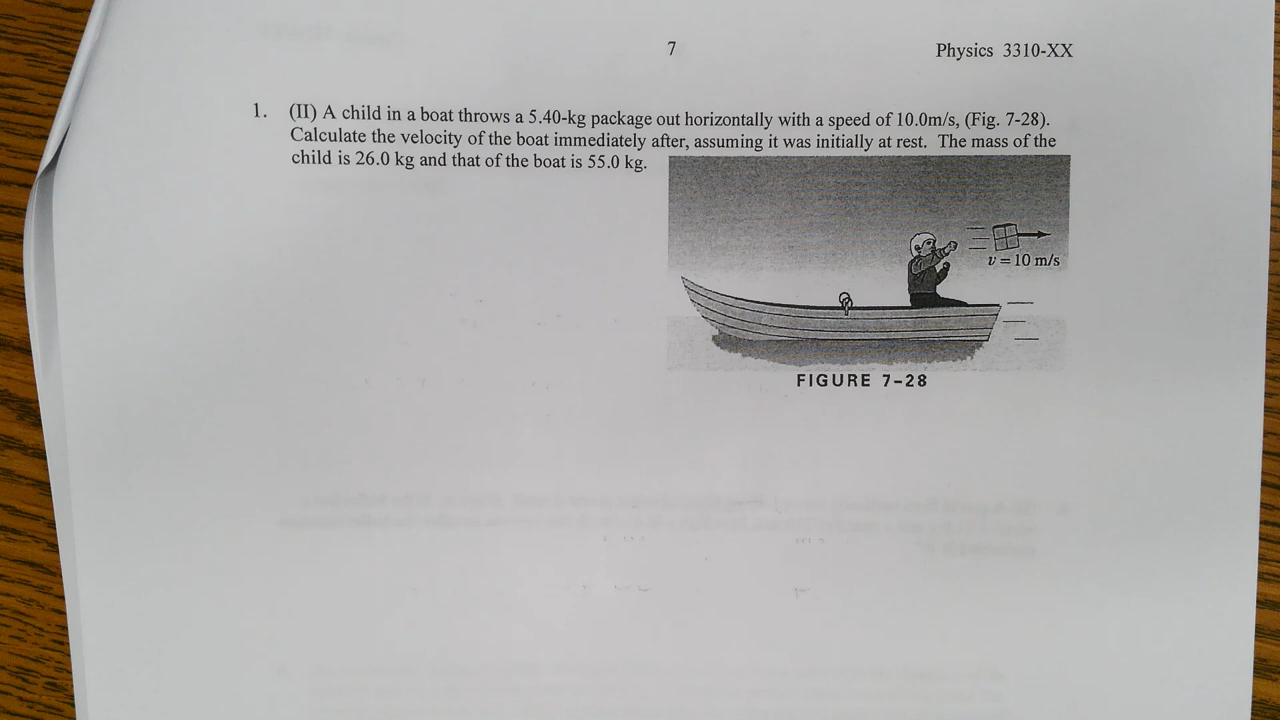 7
Physics 3310-XX
1. (II) A child in a boat throws a 5.40-kg package out horizontally with a speed of 10.0m/s, (Fig. 7-28).
Calculate the velocity of the boat immediately after, assuming it was initially at rest. The mass of the
child is 26.0 kg and that of the boat is 55.0 kg.
v = 10 m/s
FIGURE 7-28